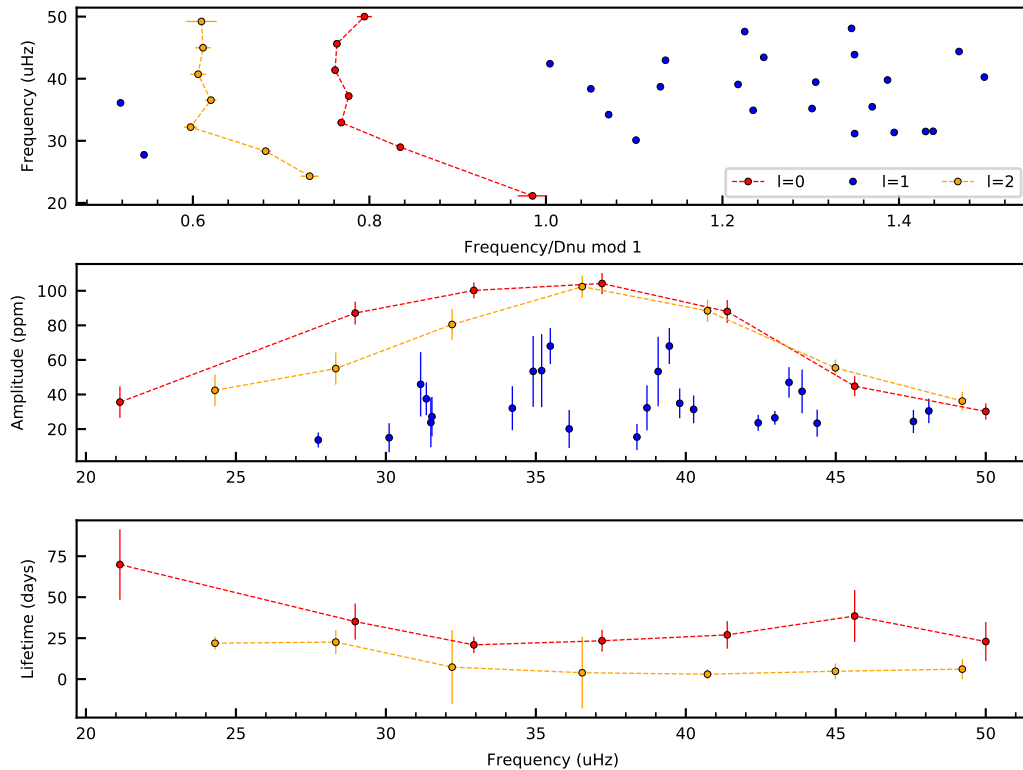 50
40
30
20
Frequency (uHz)
l=0 l=1 l=2
0.6 0.8 1.0 1.2 1.4
Frequency/Dnu mod 1
100
80
60
40
20
Amplitude (ppm)
20 25 30 35 40 45 50
75
50
25
0
Lifetime (days)
20 25 30 35 40 45 50
Frequency (uHz)